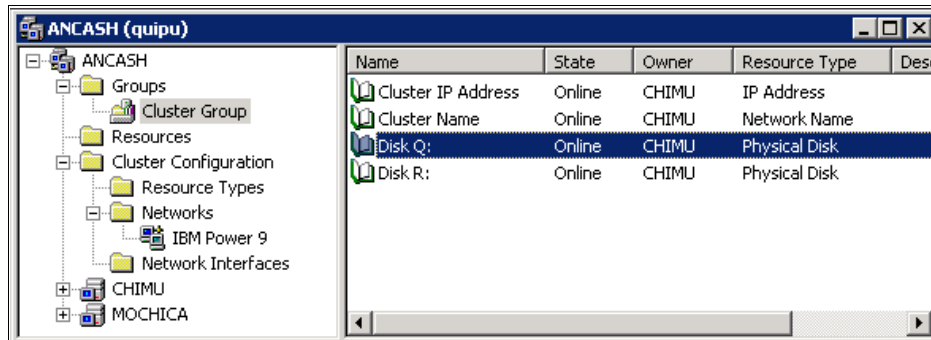 ANCASH (quipu)
ANCASH
Groups
Cluster Group
Resources
Cluster Configuration
Resource Types
Networks
IBM Power 9
Network Interfaces
CHIMU
MOCHICA
Name State Owner Resource Type Des
Cluster IP Address Online CHIMU IP Address
Cluster Name Online CHIMU Network Name
Disk Q: Online CHIMU Physical Disk
Disk R: Online CHIMU Physical Disk